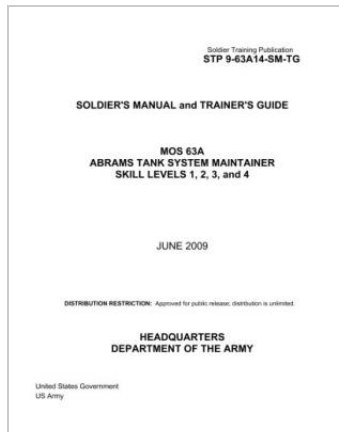 Soldier Training Publication
STP 9-63A14-SM-TG
SOLDIER'S MANUAL and TRAINER'S GUIDE
MOS 63A
ABRAMS TANK SYSTEM MAINTAINER
SKILL LEVELS 1, 2, 3, and 4
JUNE 2009
DISTRIBUTION RESTRICTION: Approved for public release; distribution is unlimited.
HEADQUARTERS
DEPARTMENT OF THE ARMY
United States Government
US Army